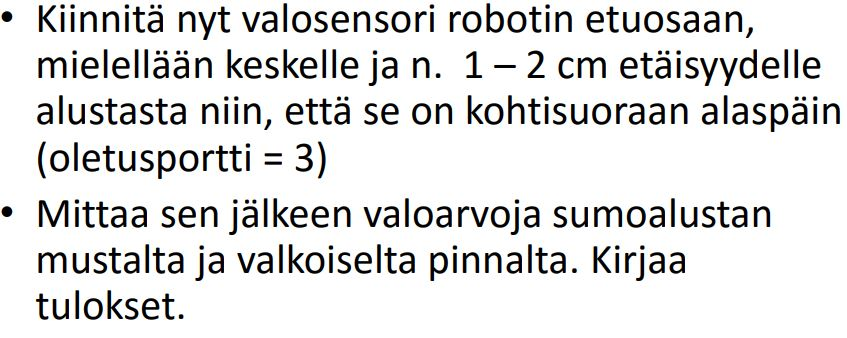 • Kiinnitä nyt valosensori robotin etuosaan,
mielellään keskelle ja n.  1 – 2 cm etäisyydelle
alustasta niin, että se on kohtisuoraan alaspäin
(oletusportti = 3)
• Mittaa sen jälkeen valoarvoja sumoalustan
mustalta ja valkoiselta pinnalta. Kirjaa
tulokset.